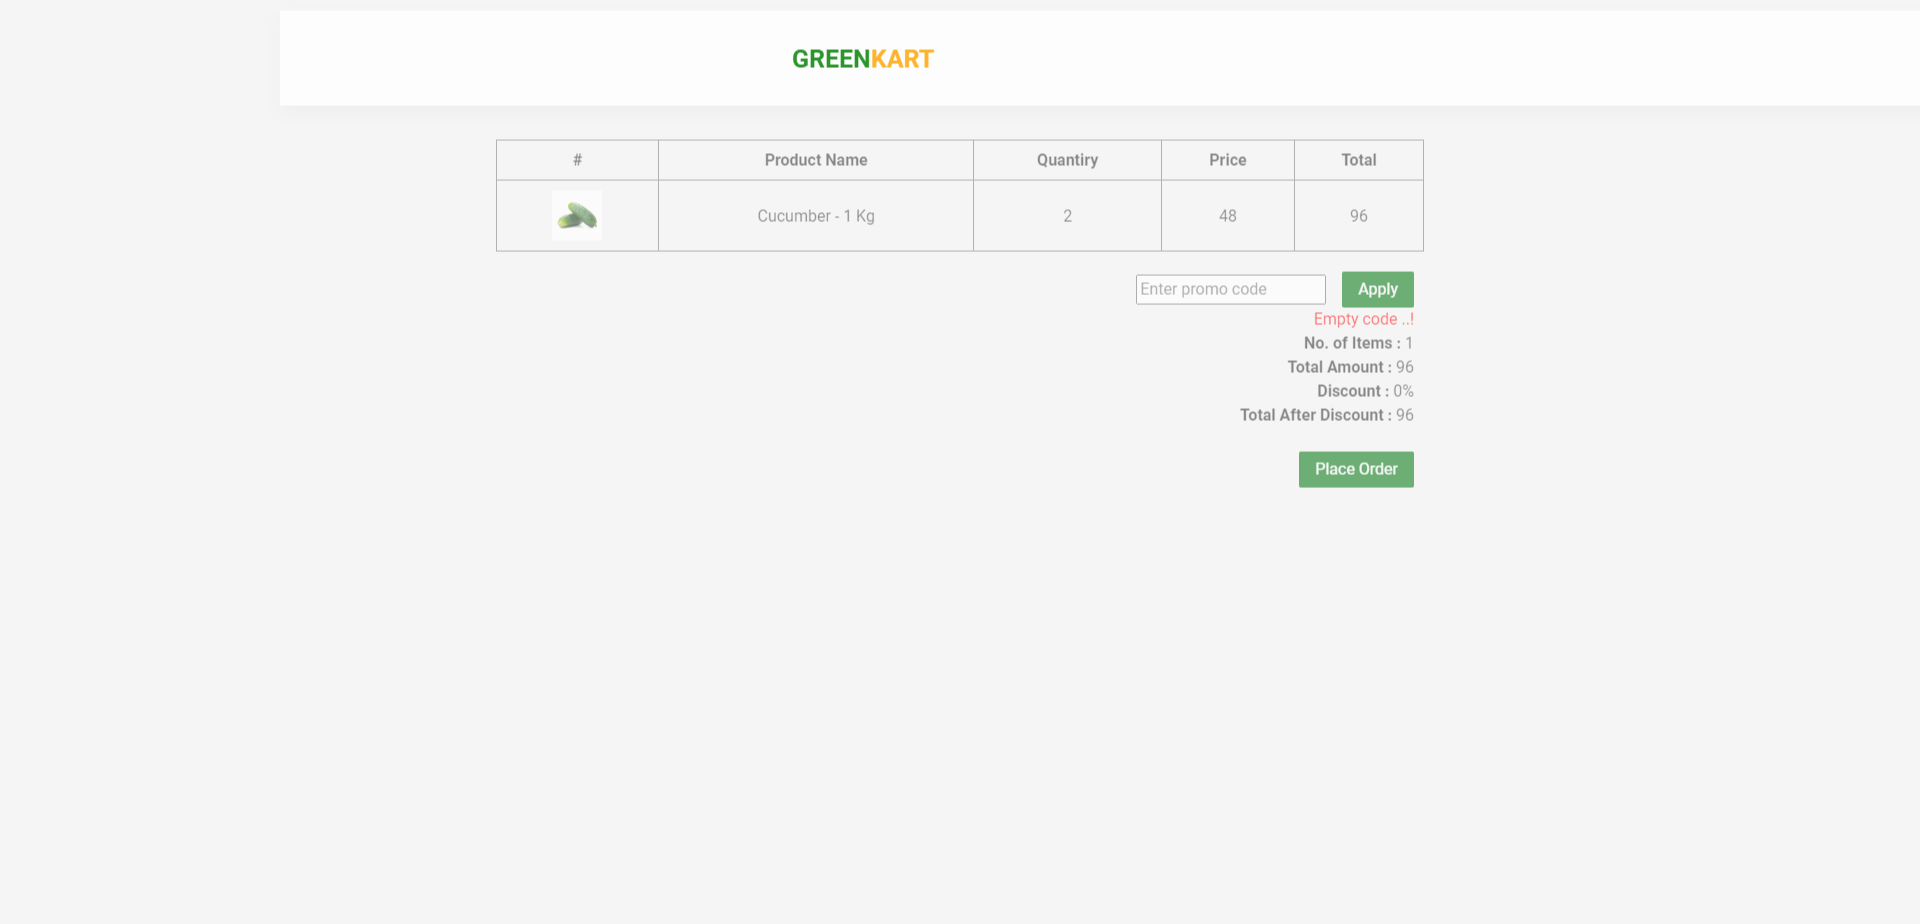 GREENKART
# Product Name Quantiry Price Total
Cucumber - 1 Kg 2 48 96
Enter promo code Apply
Empty code ..!
No. of Items : 1
Total Amount : 96
Discount : 0%
Total After Discount : 96
Place Order